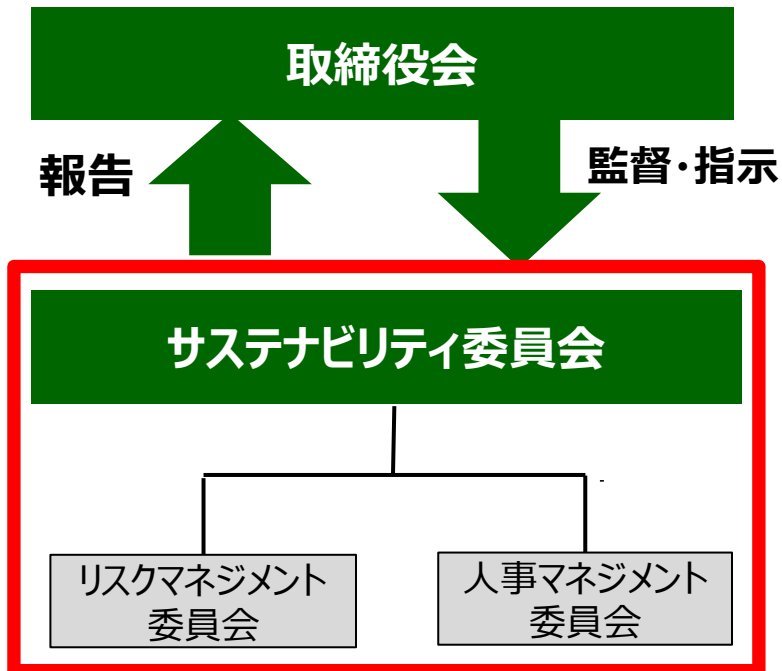 取締役会
報告
監督・指示
サステナビリティ委員会
リスクマネジメント
委員会
人事マネジメント
委員会